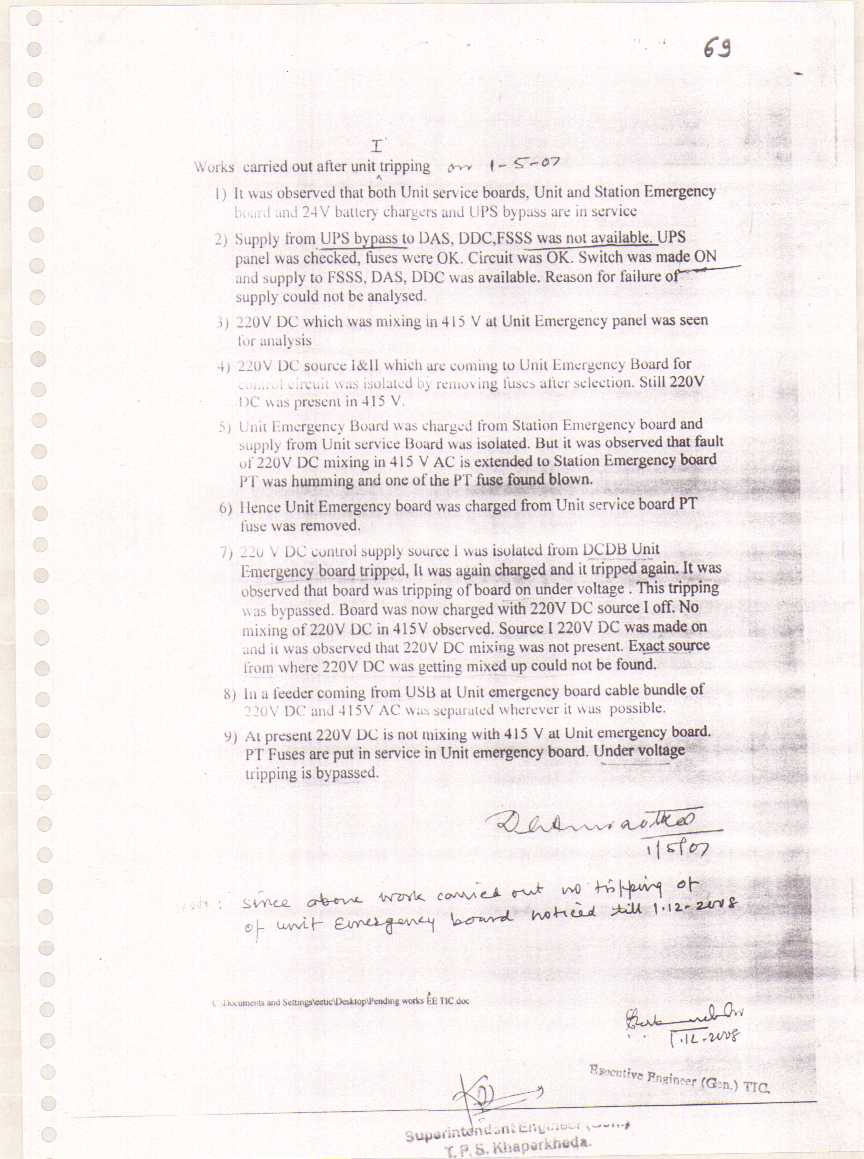 69
I
Works carried out after unit tripping on 1-5-07
1) It was observed that both Unit service boards, Unit and Station Emergency
board and 24V battery chargers and UPS bypass are in service
2) Supply from UPS bypass to DAS, DDC,FSSS was not available. UPS
panel was checked, fuses were OK. Circuit was OK. Switch was made ON
and supply to FSSS, DAS, DDC was available. Reason for failure of
supply could not be analysed.
3) 220V DC which was mixing in 415 V at Unit Emergency panel was seen
for analysis
4) 220V DC source I&II which are coming to Unit Emergency Board for
control circuit was isolated by removing fuses after selection. Still 220V
DC was present in 415 V.
5) Unit Emergency Board was charged from Station Emergency board and
supply from Unit service Board was isolated. But it was observed that fault
of 220V DC mixing in 415 V AC is extended to Station Emergency board
PT was humming and one of the PT fuse found blown.
6) Hence Unit Emergency board was charged from Unit service board PT
fuse was removed.
7) 220 V DC control supply source I was isolated from DCDB Unit
Emergency board tripped, It was again charged and it tripped again. It was
observed that board was tripping of board on under voltage . This tripping
was bypassed. Board was now charged with 220V DC source I off. No
mixing of 220V DC in 415V observed. Source I 220V DC was made on
and it was observed that 220V DC mixing was not present. Exact source
from where 220V DC was getting mixed up could not be found.
8) In a feeder coming from USB at Unit emergency board cable bundle of
220V DC and 415V AC was separated wherever it was possible.
9) At present 220V DC is not mixing with 415 V at Unit emergency board.
PT Fuses are put in service in Unit emergency board. Under voltage
tripping is bypassed.
1/5/07
: since above work carried out no tripping of
of unit Emergency board noticed till 1.12-2008
C:\Documents and Settings\eetic\Desktop\Pending works EE TIC.doc
1.12-2008
Executive Engineer (Gen.) TIC.
Superintendent Engineer
T.P.S. Khaperkheda.